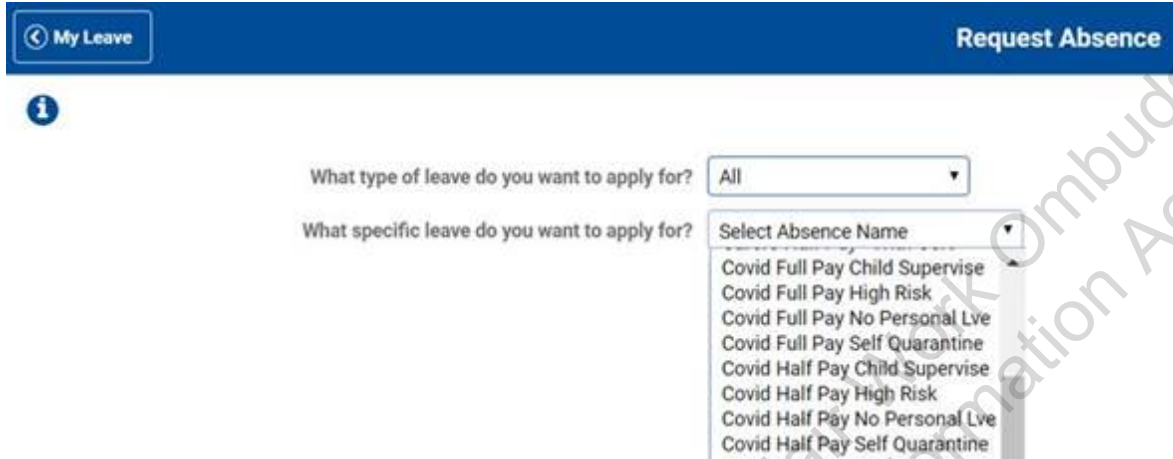 My Leave
Request Absence
What type of leave do you want to apply for? All
What specific leave do you want to apply for? Select Absence Name
Covid Full Pay Child Supervise
Covid Full Pay High Risk
Covid Full Pay No Personal Lve
Covid Full Pay Self Quarantine
Covid Half Pay Child Supervise
Covid Half Pay High Risk
Covid Half Pay No Personal Lve
Covid Half Pay Self Quarantine
Work Ombud
mation A